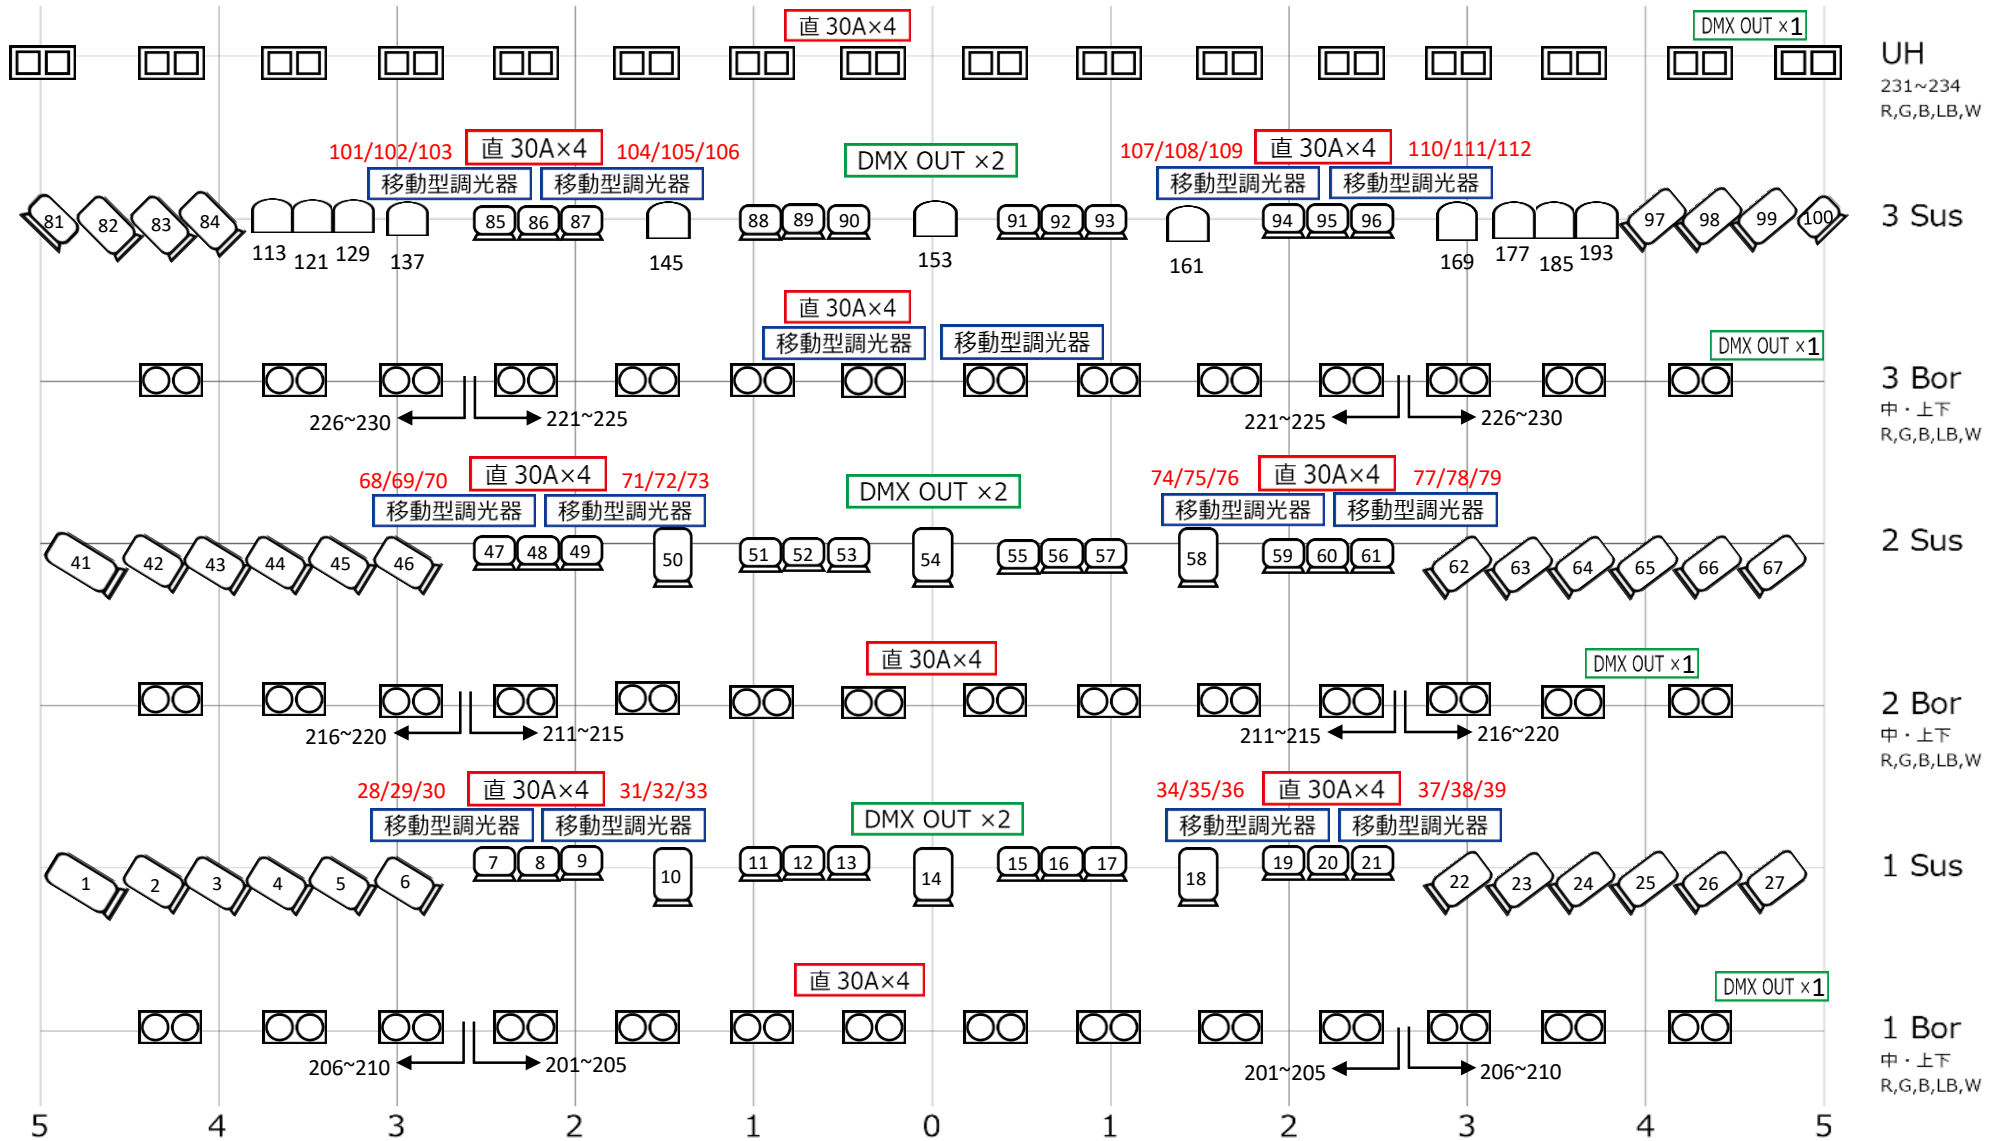 直 30A×4 DMX OUT ×1
UH
231~234
R,G,B,LB,W
101/102/103 直 30A×4 104/105/106 DMX OUT ×2 107/108/109 直 30A×4 110/111/112
移動型調光器 移動型調光器 移動型調光器 移動型調光器
81 82 83 84 85 86 87 88 89 90 91 92 93 94 95 96 97 98 99 100 3 Sus
113 121 129 137 145 153 161 169 177 185 193
直 30A×4
移動型調光器 移動型調光器 DMX OUT ×1
3 Bor
中・上下
226~230 221~225 221~225 226~230
R,G,B,LB,W
68/69/70 直 30A×4 71/72/73 DMX OUT ×2 74/75/76 直 30A×4 77/78/79
移動型調光器 移動型調光器 移動型調光器 移動型調光器
41 42 43 44 45 46 47 48 49 50 51 52 53 54 55 56 57 58 59 60 61 62 63 64 65 66 67 2 Sus
直 30A×4 DMX OUT ×1
2 Bor
中・上下
216~220 211~215 211~215 216~220
R,G,B,LB,W
28/29/30 直 30A×4 31/32/33 DMX OUT ×2 34/35/36 直 30A×4 37/38/39
移動型調光器 移動型調光器 移動型調光器 移動型調光器
1 2 3 4 5 6 7 8 9 10 11 12 13 14 15 16 17 18 19 20 21 22 23 24 25 26 27 1 Sus
直 30A×4 DMX OUT ×1
1 Bor
中・上下
206~210 201~205 201~205 206~210
R,G,B,LB,W
5 4 3 2 1 0 1 2 3 4 5